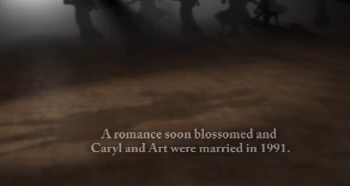 A romance soon blossomed and
Caryl and Art were married in 1991.